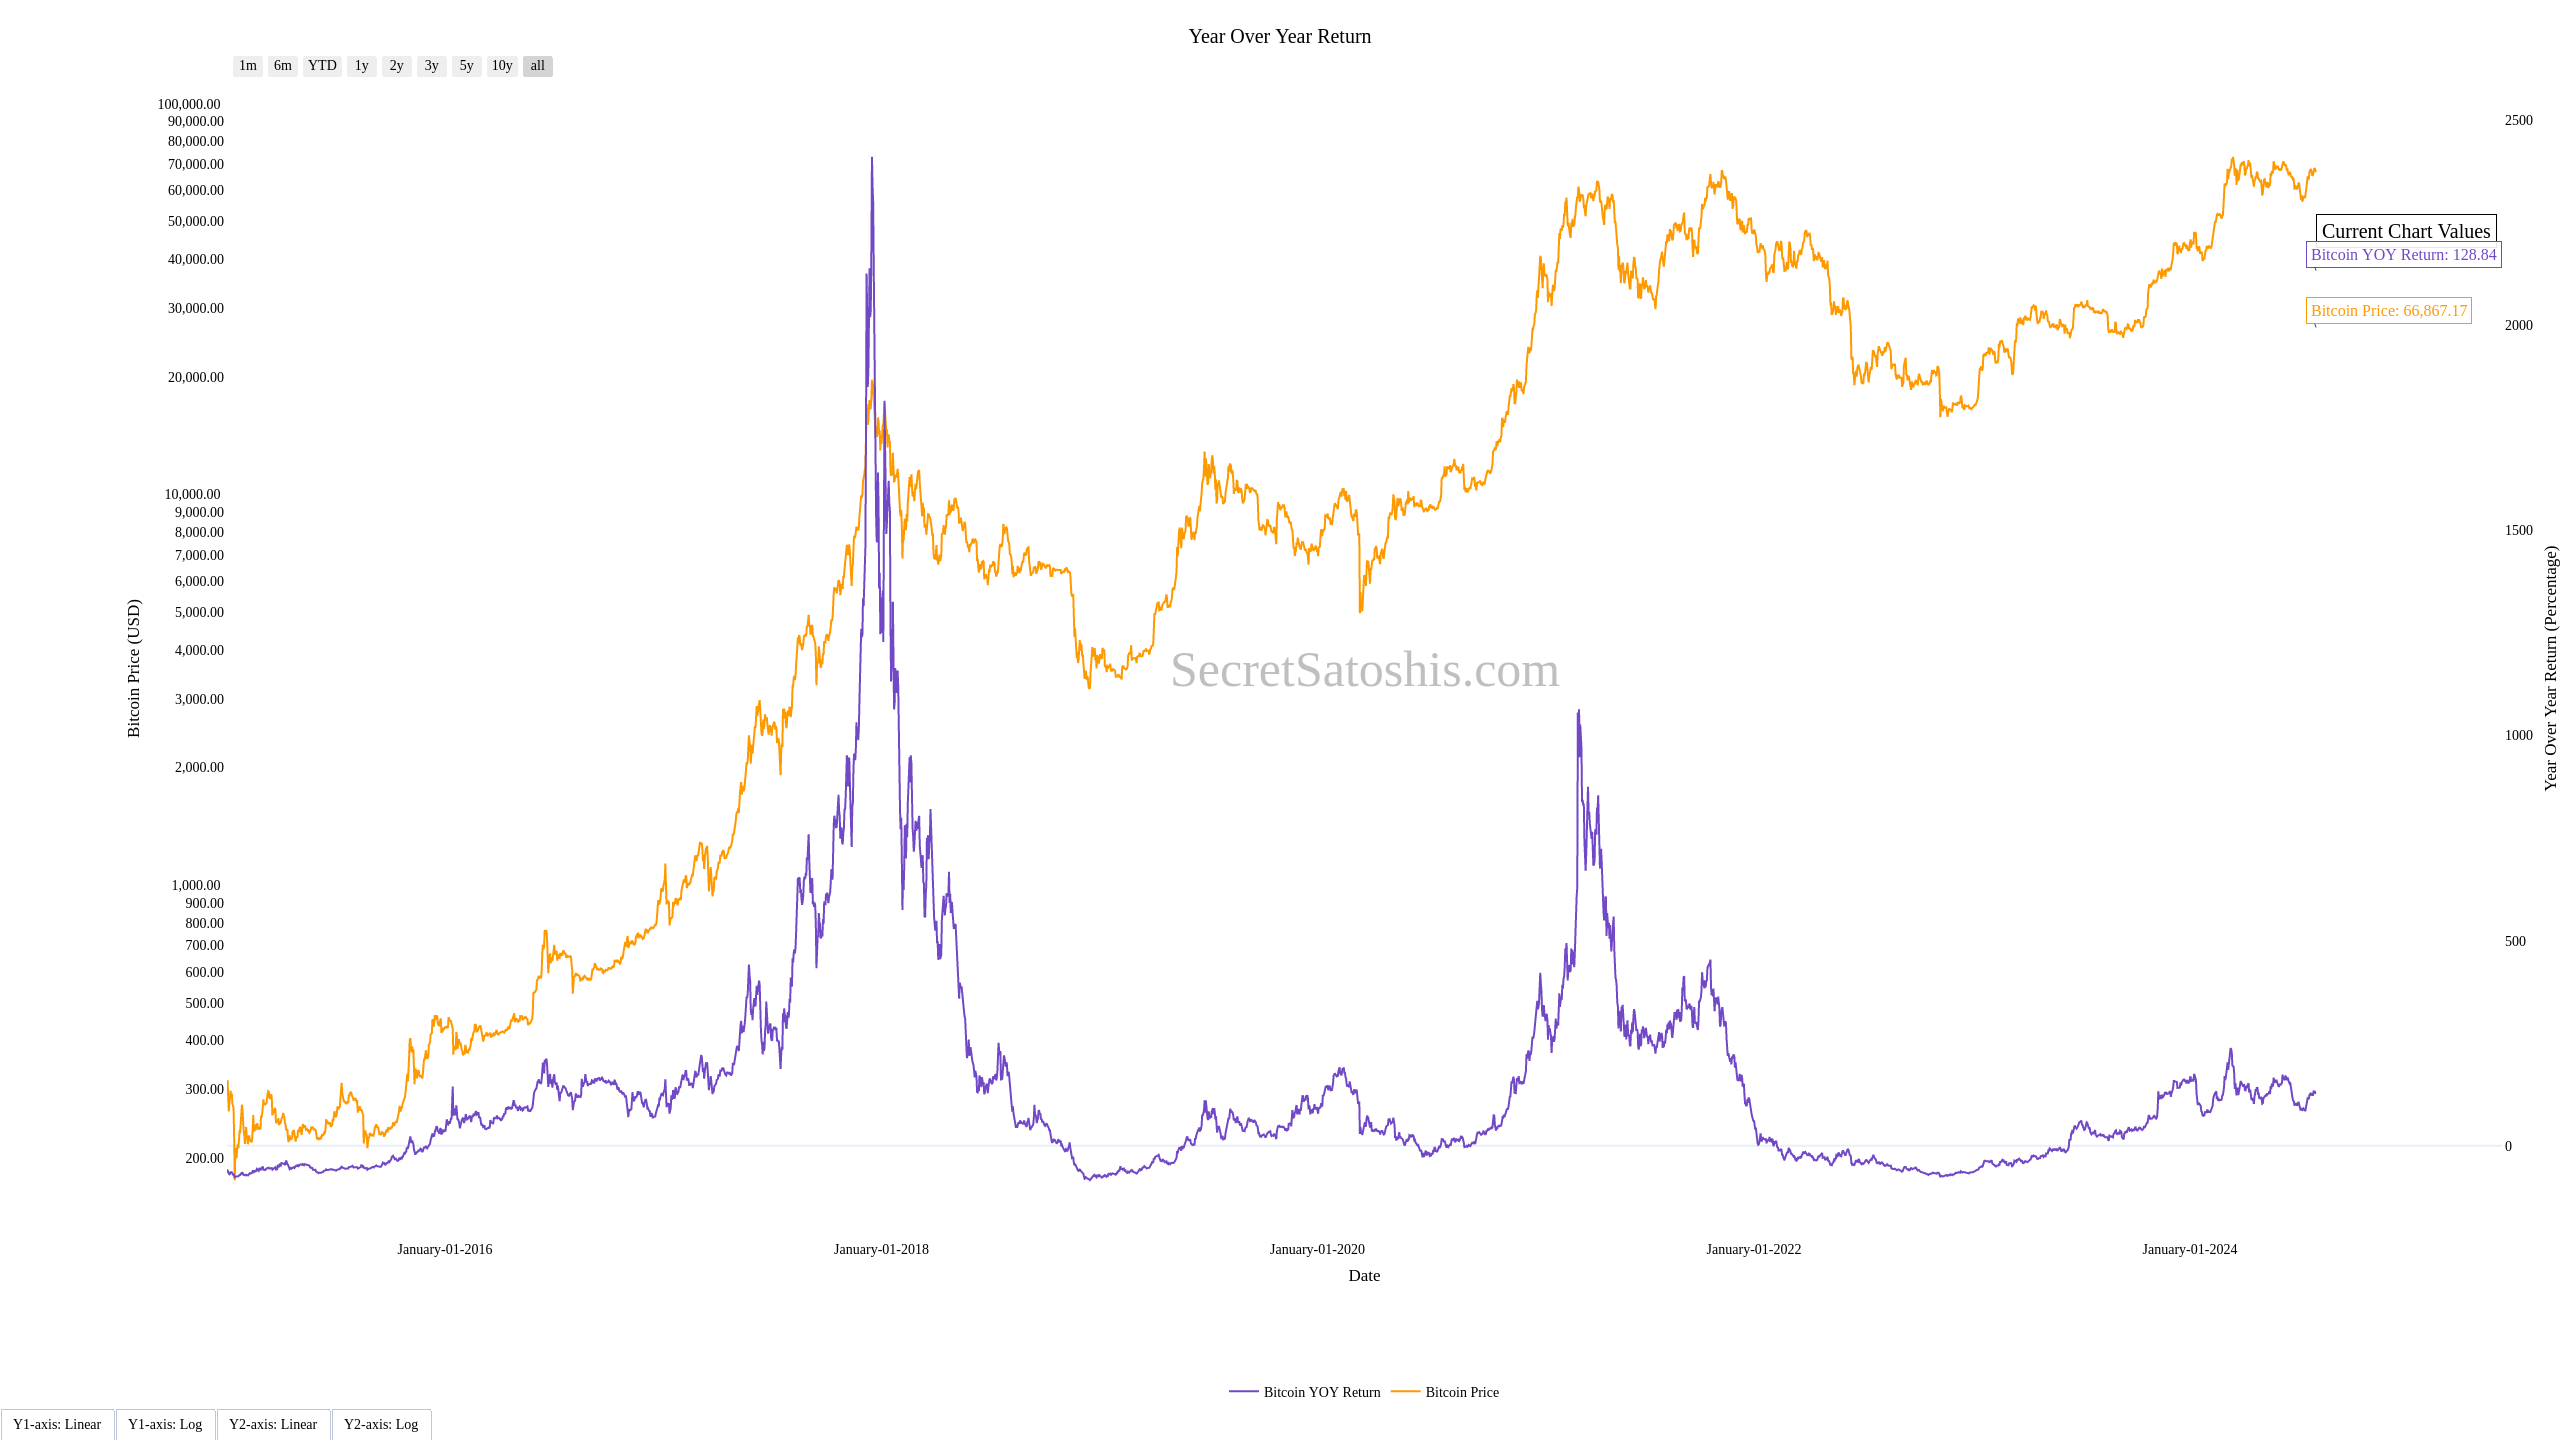 Year Over Year Return
1m 6m YTD 1y 2y 3y 5y 10y all
100,000.00
90,000.00
80,000.00
70,000.00
60,000.00
50,000.00
40,000.00
30,000.00
20,000.00
10,000.00
9,000.00
8,000.00
7,000.00
6,000.00
5,000.00
4,000.00
3,000.00
2,000.00
1,000.00
900.00
800.00
700.00
600.00
500.00
400.00
300.00
200.00
Bitcoin Price (USD)
2500
2000
1500
1000
500
0
Year Over Year Return (Percentage)
Current Chart Values
Bitcoin YOY Return: 128.84
Bitcoin Price: 66,867.17
SecretSatoshis.com
January-01-2016 January-01-2018 January-01-2020 January-01-2022 January-01-2024
Date
Bitcoin YOY Return Bitcoin Price
Y1-axis: Linear Y1-axis: Log Y2-axis: Linear Y2-axis: Log